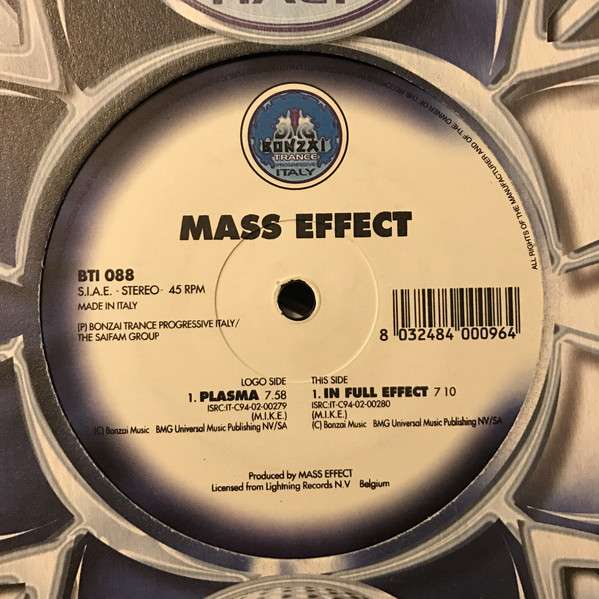 ITALY
BONZAI
TRANCE
PROGRESSIVE
ITALY
MASS EFFECT
BTI 088
S.I.A.E. · STEREO · 45 RPM
MADE IN ITALY
(P) BONZAI TRANCE PROGRESSIVE ITALY/
THE SAIFAM GROUP
8 032484 000964
ALL RIGHTS OF THE MANUFACTURER AND OF THE OWNER OF THE RECORDED
LOGO SIDE
1. PLASMA 7.58
ISRC:IT-C94-02-00279
(M.I.K.E.)
(C) Bonzai Music BMG Universal Music Publishing NV/SA
THIS SIDE
1. IN FULL EFFECT 7 10
ISRC:IT-C94-02-00280
(M.I.K.E.)
(C) Bonzai Music BMG Universal Music Publishing NV/SA
Produced by MASS EFFECT
Licensed from Lightning Records N.V Belgium